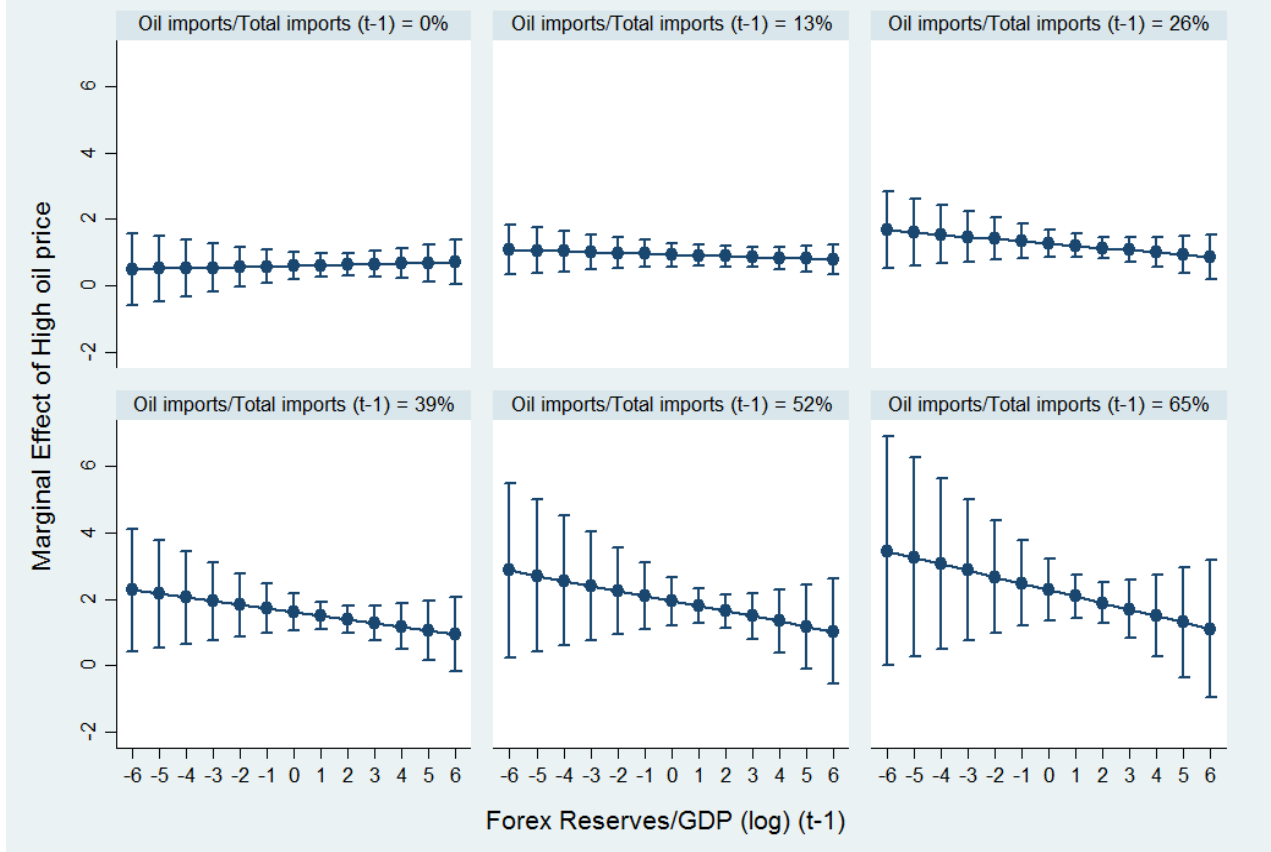 Oil imports/Total imports (t-1) = 0%
Oil imports/Total imports (t-1) = 13%
Oil imports/Total imports (t-1) = 26%
6
4
2
0
-2
Oil imports/Total imports (t-1) = 39%
Oil imports/Total imports (t-1) = 52%
Oil imports/Total imports (t-1) = 65%
6
4
2
0
-2
Marginal Effect of High oil price
-6 -5 -4 -3 -2 -1 0 1 2 3 4 5 6
-6 -5 -4 -3 -2 -1 0 1 2 3 4 5 6
-6 -5 -4 -3 -2 -1 0 1 2 3 4 5 6
Forex Reserves/GDP (log) (t-1)